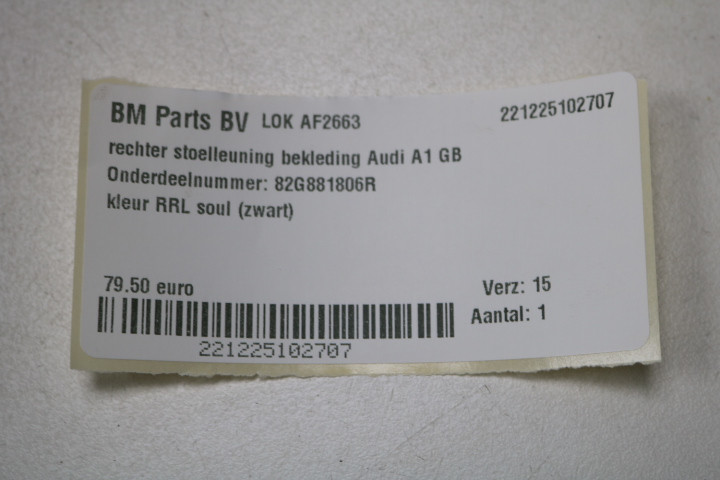 BM Parts BV LOK AF2663 221225102707
rechter stoelleuning bekleding Audi A1 GB
Onderdeelnummer: 82G881806R
kleur RRL soul (zwart)
79.50 euro Verz: 15
Aantal: 1
221225102707